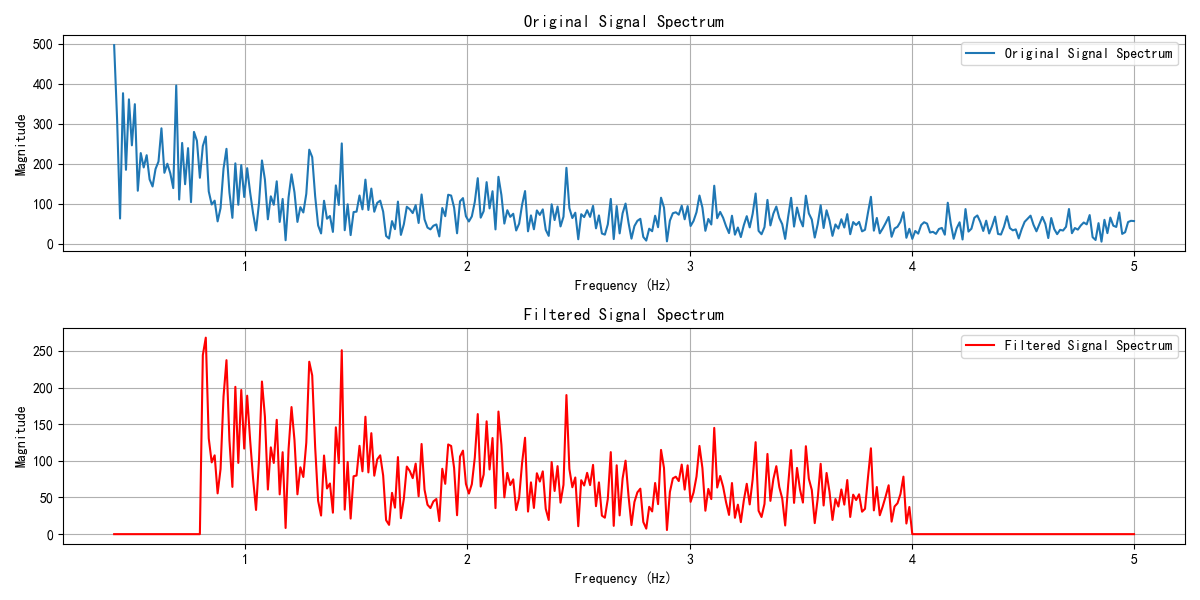 Original Signal Spectrum
500
400
300
200
100
0
Magnitude
Original Signal Spectrum
1
2
3
4
5
Frequency (Hz)
Filtered Signal Spectrum
250
200
150
100
50
0
Magnitude
Filtered Signal Spectrum
1
2
3
4
5
Frequency (Hz)